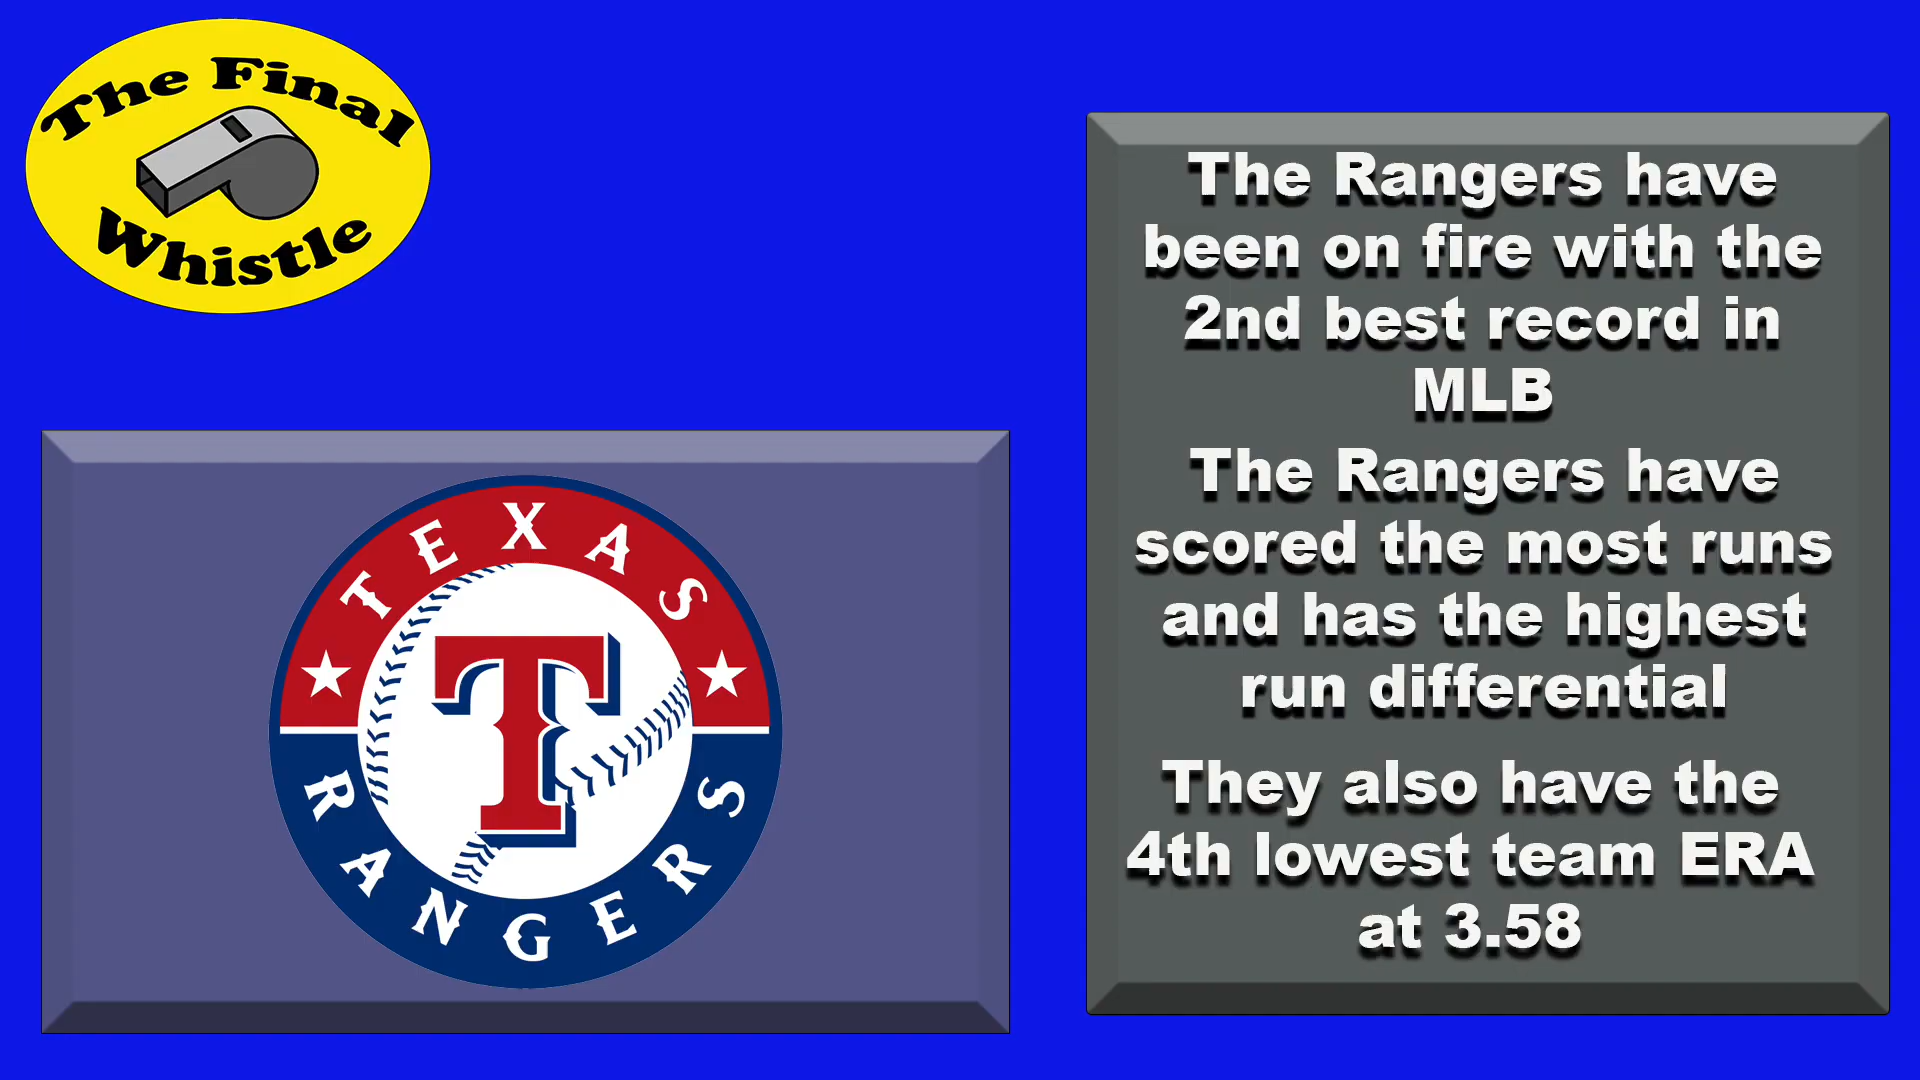 The Final
Whistle
TEXAS
T
RANGERS
The Rangers have
been on fire with the
2nd best record in
MLB
The Rangers have
scored the most runs
and has the highest
run differential
They also have the
4th lowest team ERA
at 3.58